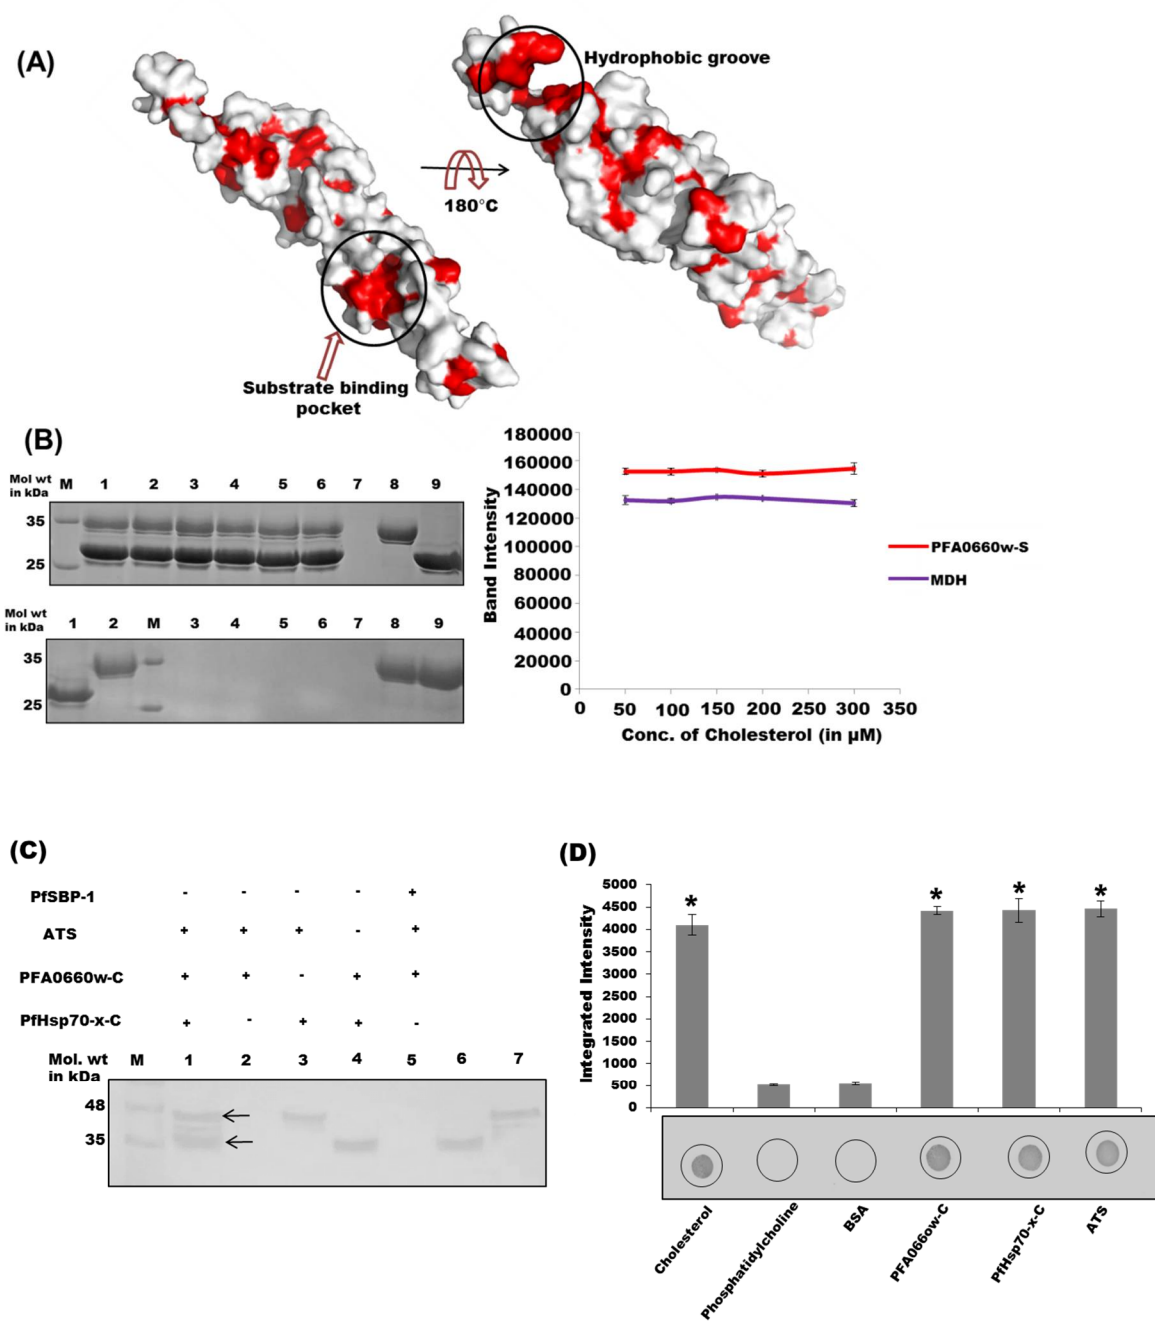 (A)
Hydrophobic groove
180°C
Substrate binding
pocket
(B)
Mol wt
in kDa
M 1 2 3 4 5 6 7 8 9
35
25
Mol wt
in kDa
1 2 M 3 4 5 6 7 8 9
35
25
180000
160000
140000
120000
100000
80000
60000
40000
20000
0
Band Intensity
0 50 100 150 200 250 300 350
Conc. of Cholesterol (in µM)
PFA0660w-S
MDH
(C)
PfSBP-1 - - - - +
ATS + + + - +
PFA0660w-C + + - + +
PfHsp70-x-C + - + + -
Mol. wt
in kDa
M 1 2 3 4 5 6 7
48
35
(D)
5000
4500
4000
3500
3000
2500
2000
1500
1000
500
0
Integrated Intensity
* * * *
Cholesterol
Phosphatidylcholine
BSA
PFA066ow-C
PfHsp70-x-C
ATS